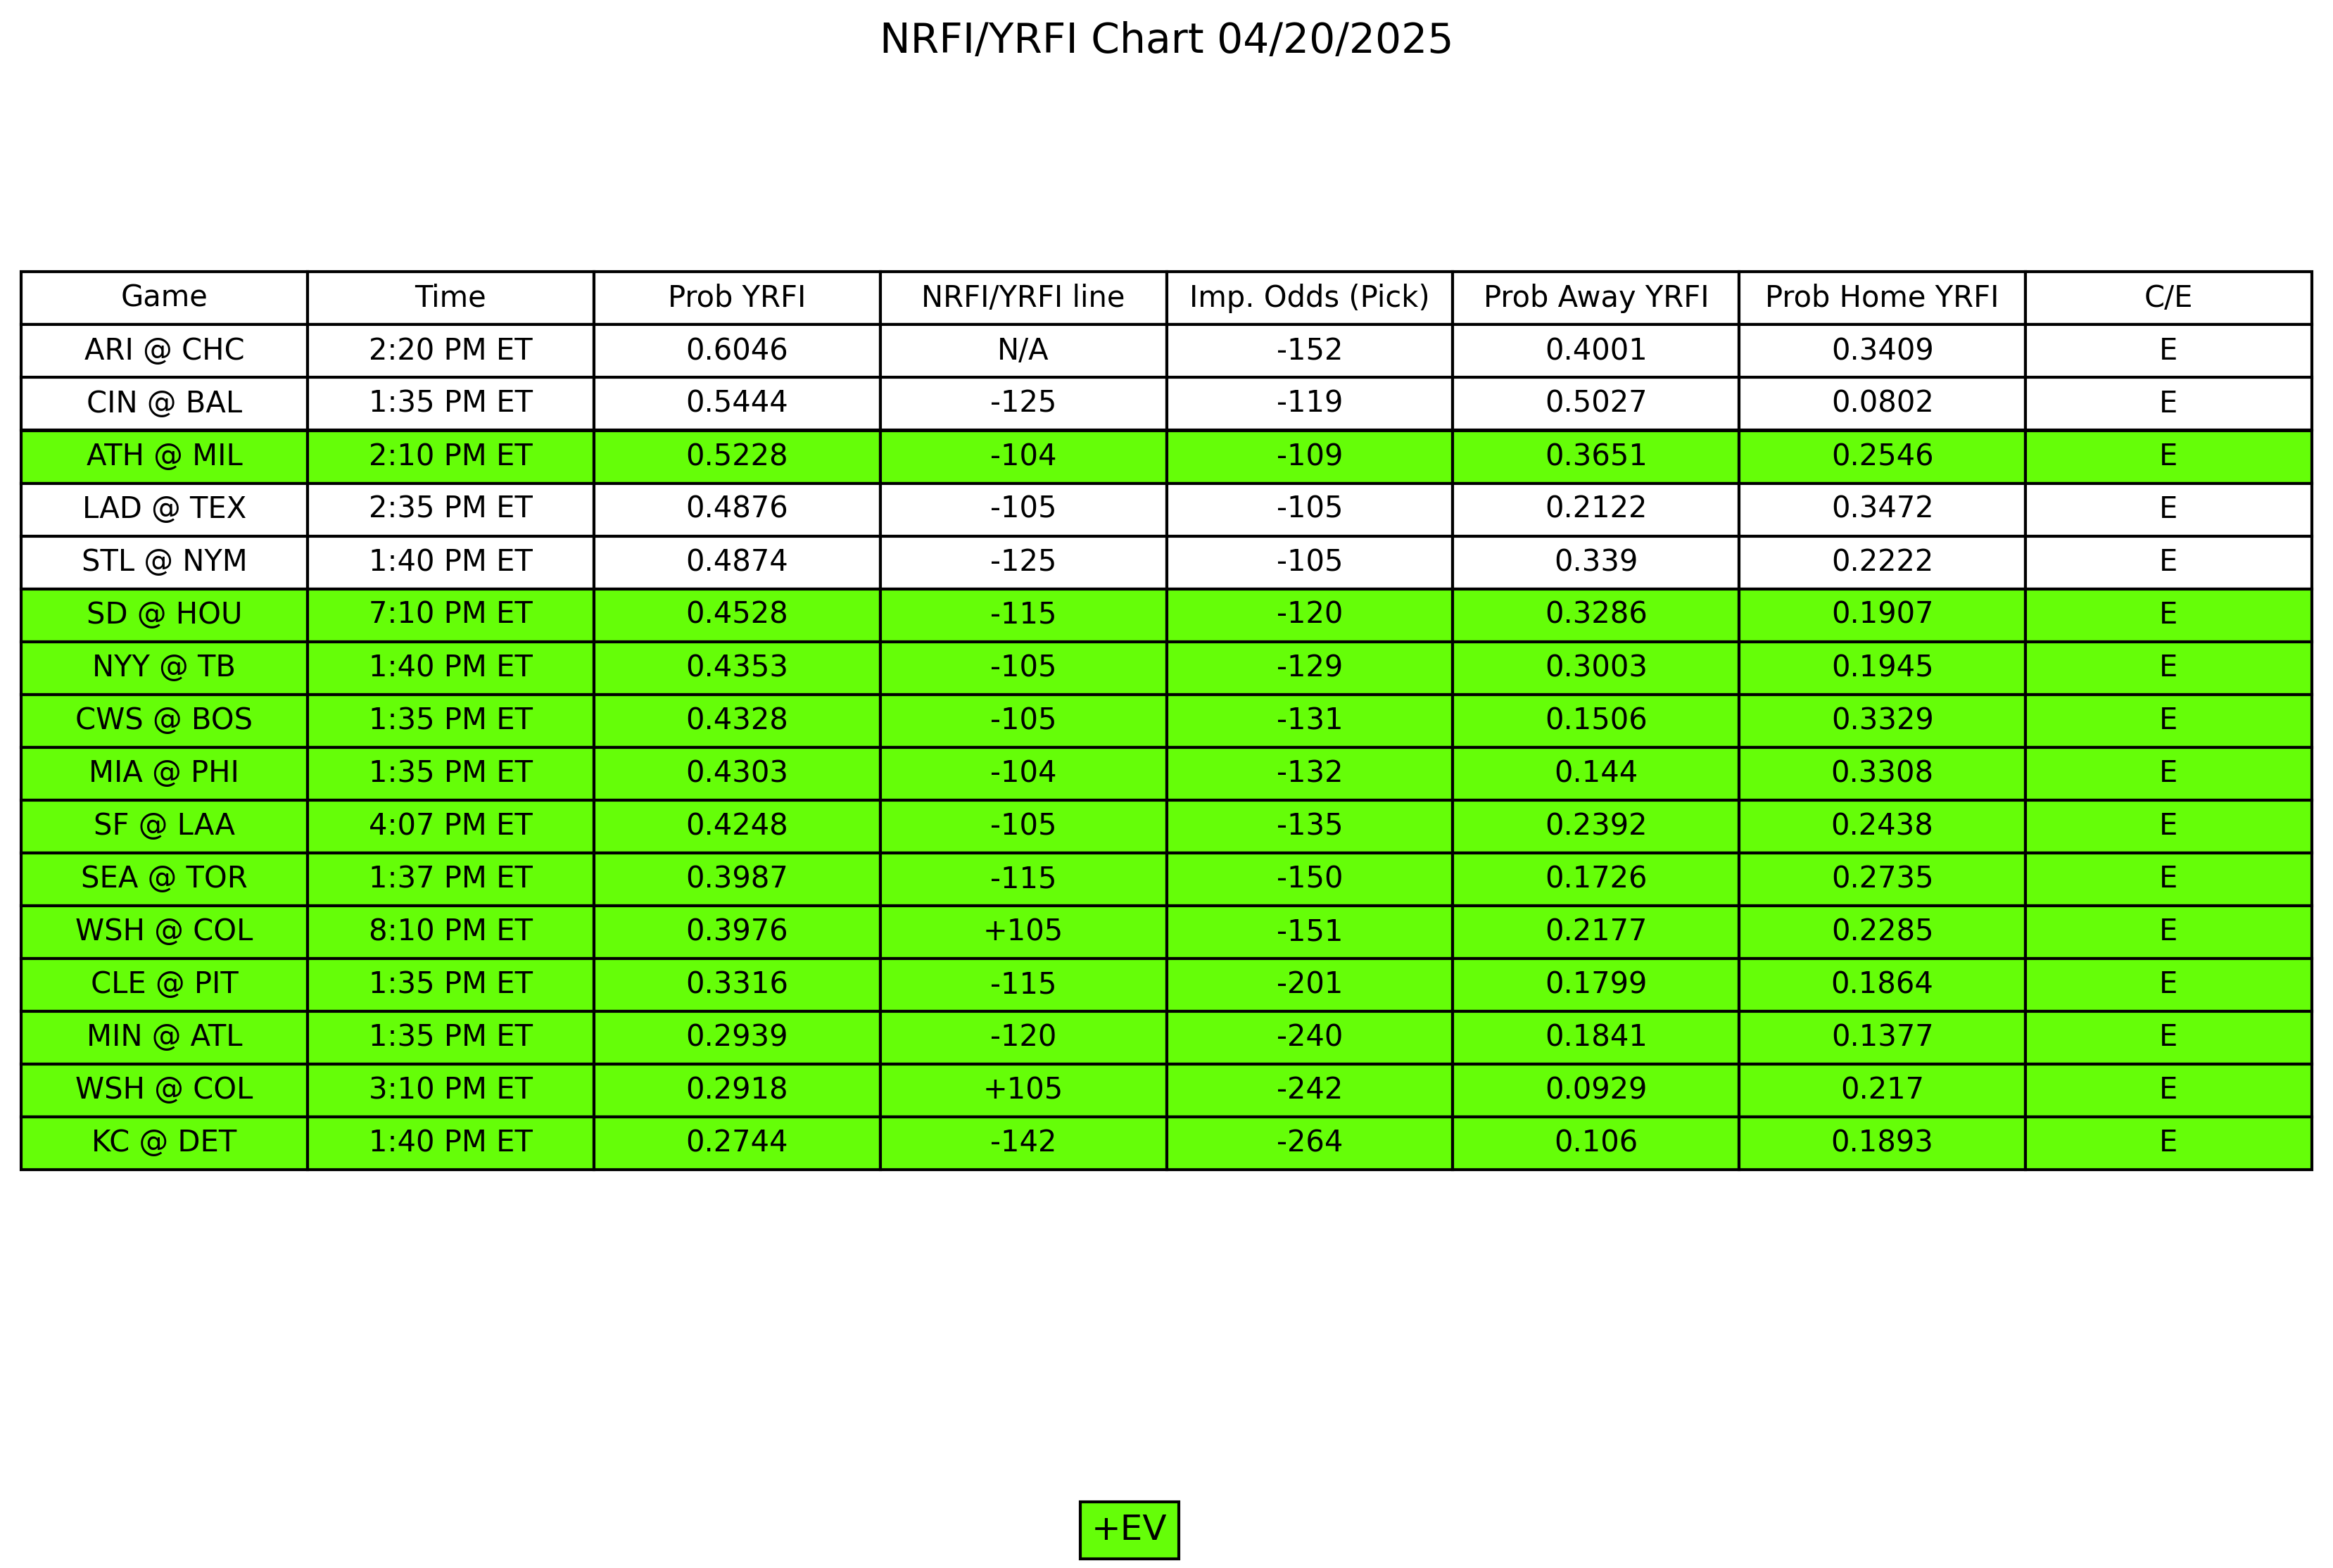 NRFI/YRFI Chart 04/20/2025
Game Time Prob YRFI NRFI/YRFI line Imp. Odds (Pick) Prob Away YRFI Prob Home YRFI C/E
ARI @ CHC 2:20 PM ET 0.6046 N/A -152 0.4001 0.3409 E
CIN @ BAL 1:35 PM ET 0.5444 -125 -119 0.5027 0.0802 E
ATH @ MIL 2:10 PM ET 0.5228 -104 -109 0.3651 0.2546 E
LAD @ TEX 2:35 PM ET 0.4876 -105 -105 0.2122 0.3472 E
STL @ NYM 1:40 PM ET 0.4874 -125 -105 0.339 0.2222 E
SD @ HOU 7:10 PM ET 0.4528 -115 -120 0.3286 0.1907 E
NYY @ TB 1:40 PM ET 0.4353 -105 -129 0.3003 0.1945 E
CWS @ BOS 1:35 PM ET 0.4328 -105 -131 0.1506 0.3329 E
MIA @ PHI 1:35 PM ET 0.4303 -104 -132 0.144 0.3308 E
SF @ LAA 4:07 PM ET 0.4248 -105 -135 0.2392 0.2438 E
SEA @ TOR 1:37 PM ET 0.3987 -115 -150 0.1726 0.2735 E
WSH @ COL 8:10 PM ET 0.3976 +105 -151 0.2177 0.2285 E
CLE @ PIT 1:35 PM ET 0.3316 -115 -201 0.1799 0.1864 E
MIN @ ATL 1:35 PM ET 0.2939 -120 -240 0.1841 0.1377 E
WSH @ COL 3:10 PM ET 0.2918 +105 -242 0.0929 0.217 E
KC @ DET 1:40 PM ET 0.2744 -142 -264 0.106 0.1893 E
+EV